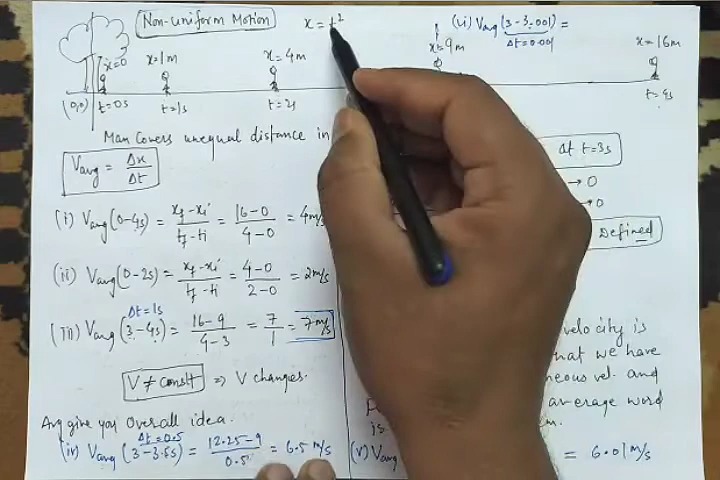 Non-uniform Motion
x = t²
(vi) Vavg (3-3.001) =
Δt=0.001
x=0 x=1m x=4m x=9m x=16m
(0,0) t=0s t=1s t=2s t=4s
Man covers unequal distance in
Vavg = Δx/Δt
(i) Vavg(0-4s) = xf-xi/tf-ti = 16-0/4-0 = 4m/s
(ii) Vavg(0-2s) = xf-xi/tf-ti = 4-0/2-0 = 2m/s
Δt=1s
(III) Vavg(3-4s) = 16-9/4-3 = 7/1 = 7m/s
V ≠ const ⇒ V changes.
Avg give you overall idea.
Δt=0.5
(iv) Vavg(3-3.5s) = 12.25-9/0.5 = 6.5 m/s
At t=3s
→0
→0
Defined
velocity is
that we have
neous vel. and
average word
is
(v) Vavg = 6.01m/s